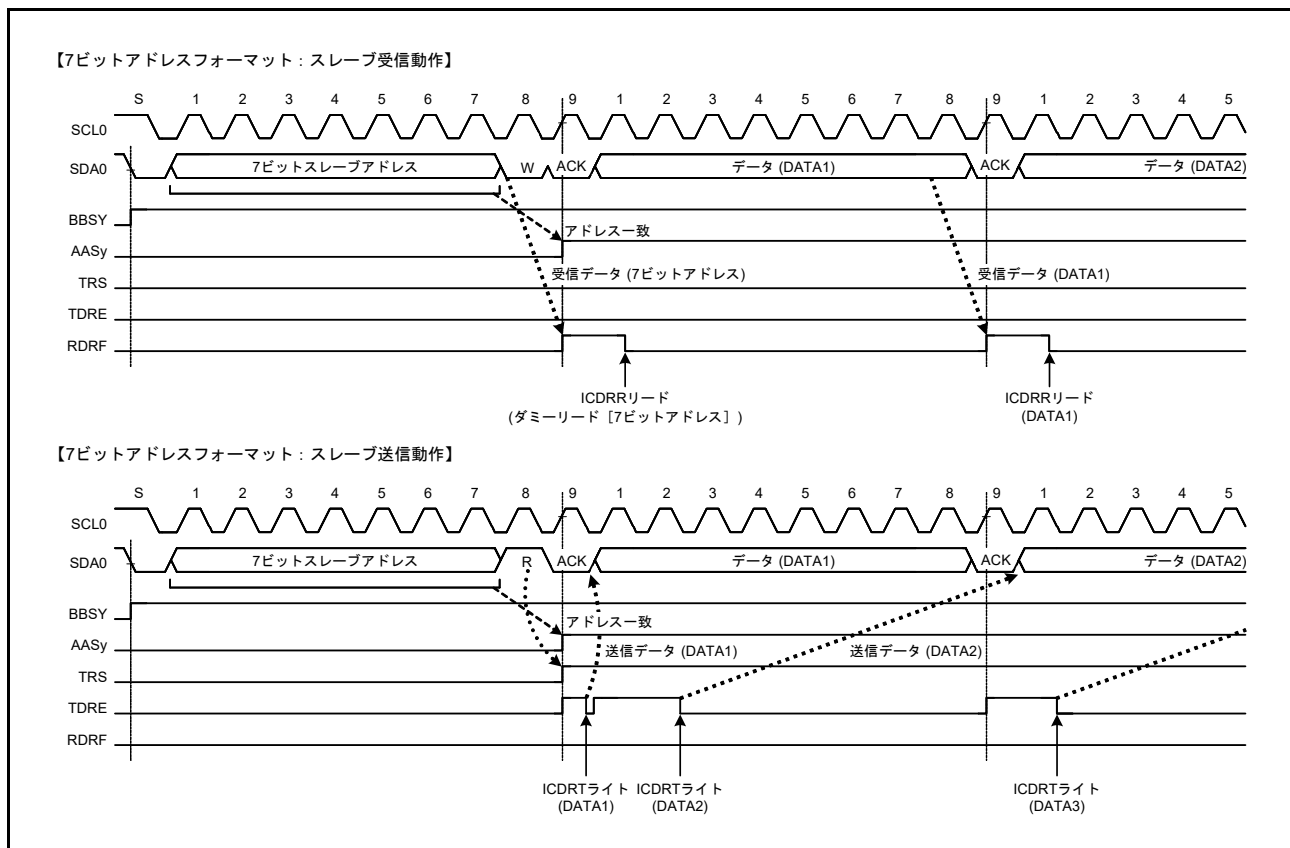 【7ビットアドレスフォーマット：スレーブ受信動作】
S 1 2 3 4 5 6 7 8 9 1 2 3 4 5 6 7 8 9 1 2 3 4 5
SCL0
SDA0 7ビットスレーブアドレス W ACK データ (DATA1) ACK データ (DATA2)
BBSY
アドレス一致
AASy
受信データ (7ビットアドレス) 受信データ (DATA1)
TRS
TDRE
RDRF
ICDRRリード ICDRRリード
(ダミーリード［7ビットアドレス］) (DATA1)
【7ビットアドレスフォーマット：スレーブ送信動作】
S 1 2 3 4 5 6 7 8 9 1 2 3 4 5 6 7 8 9 1 2 3 4 5
SCL0
SDA0 7ビットスレーブアドレス R ACK データ (DATA1) ACK データ (DATA2)
BBSY
アドレス一致
AASy
送信データ (DATA1) 送信データ (DATA2)
TRS
TDRE
RDRF
ICDRTライト ICDRTライト ICDRTライト
(DATA1) (DATA2) (DATA3)